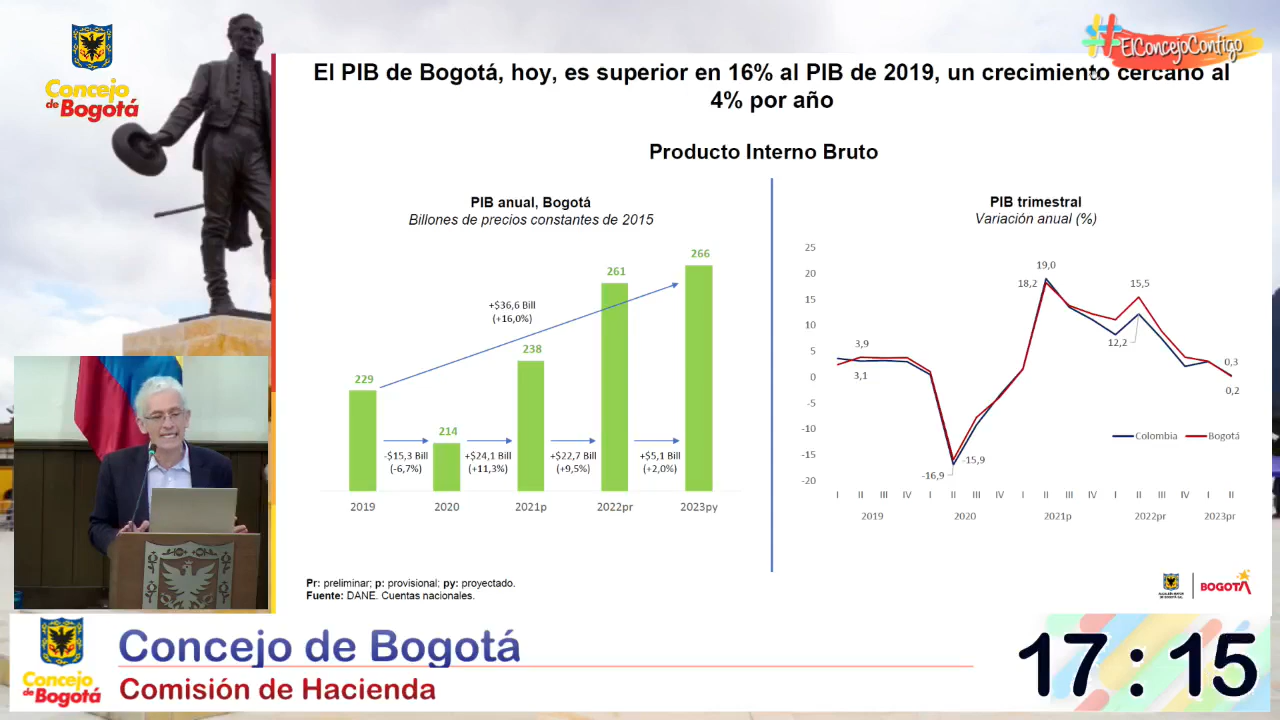 Concejo
de Bogotá
#ElConcejoContigo
El PIB de Bogotá, hoy, es superior en 16% al PIB de 2019, un crecimiento cercano al
4% por año
Producto Interno Bruto
PIB anual, Bogotá
Billones de precios constantes de 2015
266
261
+$36,6 Bill
(+16,0%)
238
229
214
-$15,3 Bill
(-6,7%)
+$24,1 Bill
(+11,3%)
+$22,7 Bill
(+9,5%)
+$5,1 Bill
(+2,0%)
2019 2020 2021p 2022pr 2023py
PIB trimestral
Variación anual (%)
25
20
15
10
5
0
-5
-10
-15
-20
19,0
18,2
15,5
12,2
3,9
3,1
0,3
0,2
-16,9
-15,9
Colombia Bogotá
I II III IV I II III IV I II III IV I II III IV I II
2019 2020 2021p 2022pr 2023pr
Pr: preliminar; p: provisional; py: proyectado.
Fuente: DANE. Cuentas nacionales.
ALCALDÍA MAYOR
DE BOGOTÁ D.C.
BOGOTÁ
Concejo
de Bogotá
Concejo de Bogotá
Comisión de Hacienda
17:15